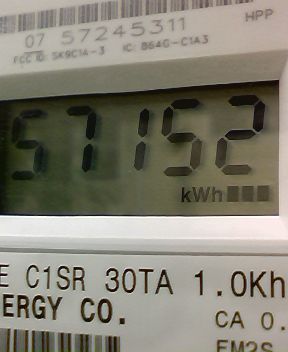 HPP
07 57245311
FCC ID: SK9C1A-3 IC: 864G-C1A3
57152
kWh
E C1SR 30TA 1.0Kh
ERGY CO.
CA 0.
EM2S